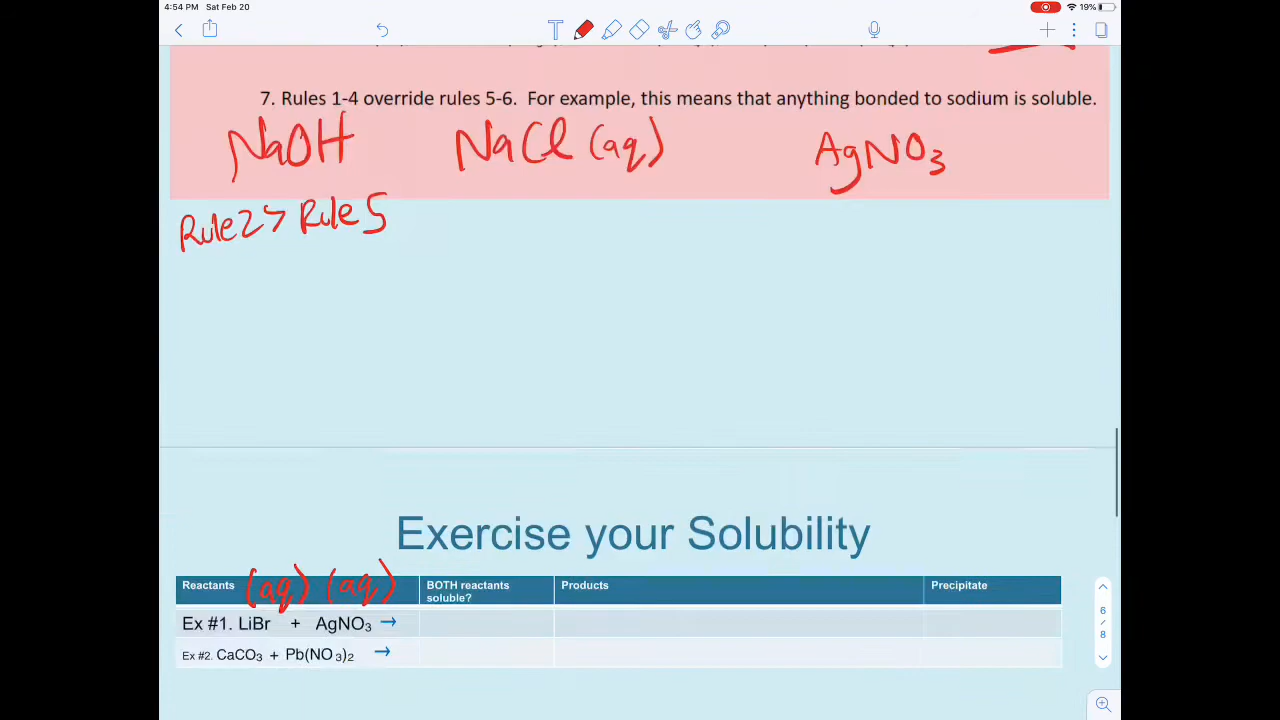 4:54 PM Sat Feb 20
19%
7. Rules 1-4 override rules 5-6. For example, this means that anything bonded to sodium is soluble.
NaOH NaCl (aq) AgNO3
Rule 2 > Rule 5
Exercise your Solubility
Reactants (aq) (aq) BOTH reactants soluble? Products Precipitate
Ex #1. LiBr + AgNO3 →
Ex #2. CaCO3 + Pb(NO3)2 →
6
/
8